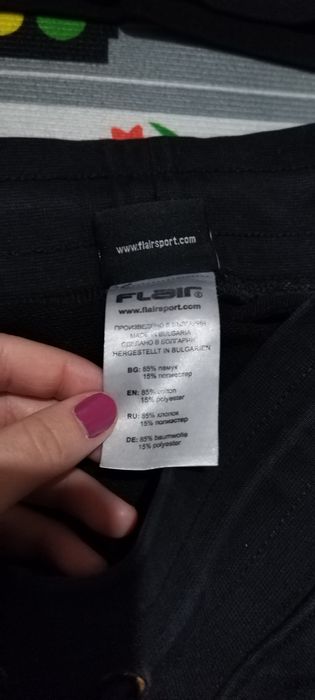 www.flairsport.com
FLAIR®
www.flairsport.com
ПРОИЗВЕДЕНО В БЪЛГАРИЯ
MADE IN BULGARIA
СДЕЛАНО В БОЛГАРИИ
HERGESTELLT IN BULGARIEN
BG: 85% памук
15% полиестер
EN: 85% cotton
15% polyester
RU: 85% хлопок
15% полиэстер
DE: 85% baumwolle
15% polyester